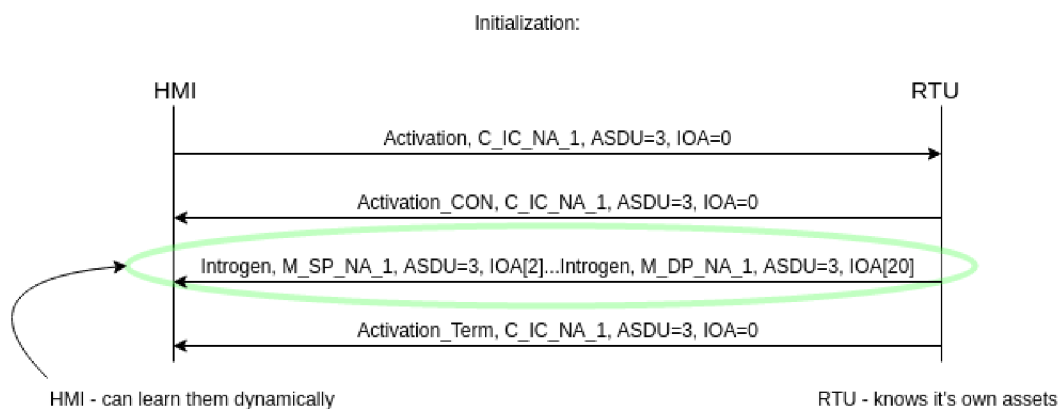 Initialization:
HMI RTU
Activation, C_IC_NA_1, ASDU=3, IOA=0
Activation_CON, C_IC_NA_1, ASDU=3, IOA=0
Introgen, M_SP_NA_1, ASDU=3, IOA[2]...Introgen, M_DP_NA_1, ASDU=3, IOA[20]
Activation_Term, C_IC_NA_1, ASDU=3, IOA=0
HMI - can learn them dynamically RTU - knows it's own assets